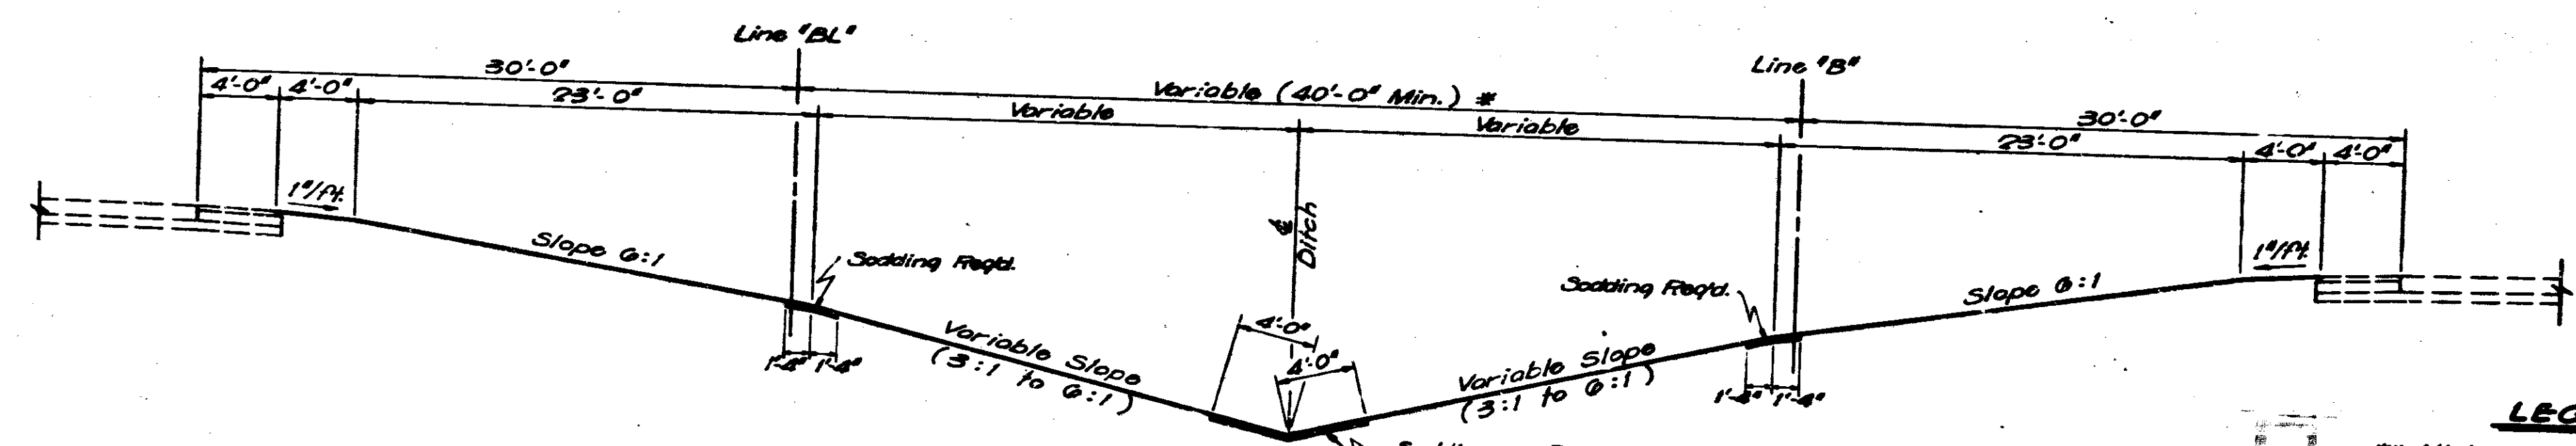 Line "BL"
Line "B"
30'-0"
Variable (40'-0" Min.) *
30'-0"
4'-0" 4'-0" 23'-0" Variable Variable 23'-0" 4'-0" 4'-0"
1"/ft.
1"/ft.
℄
Ditch
Slope 6:1
Sodding Req'd.
Sodding Req'd.
Slope 6:1
Variable Slope
(3:1 to 6:1)
4'-0"
4'-0"
Variable Slope
(3:1 to 6:1)
1'-4" 1'-4"
1'-4" 1'-4"